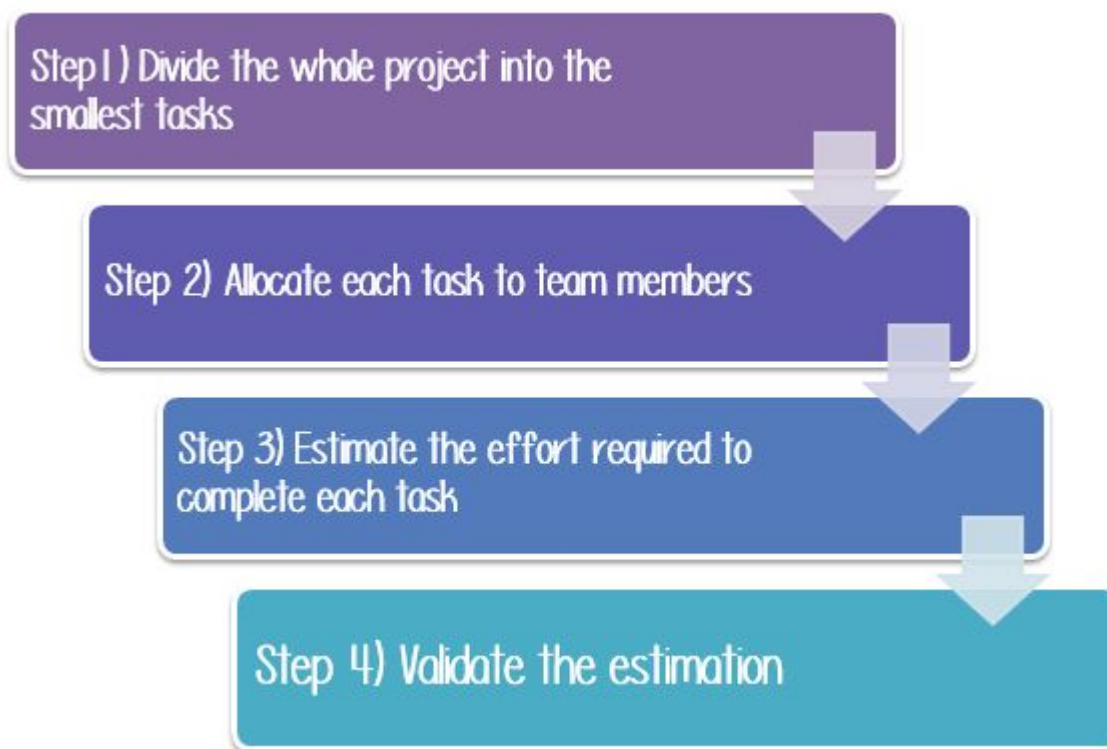 Step1) Divide the whole project into the
smallest tasks
Step 2) Allocate each task to team members
Step 3) Estimate the effort required to
complete each task
Step 4) Validate the estimation